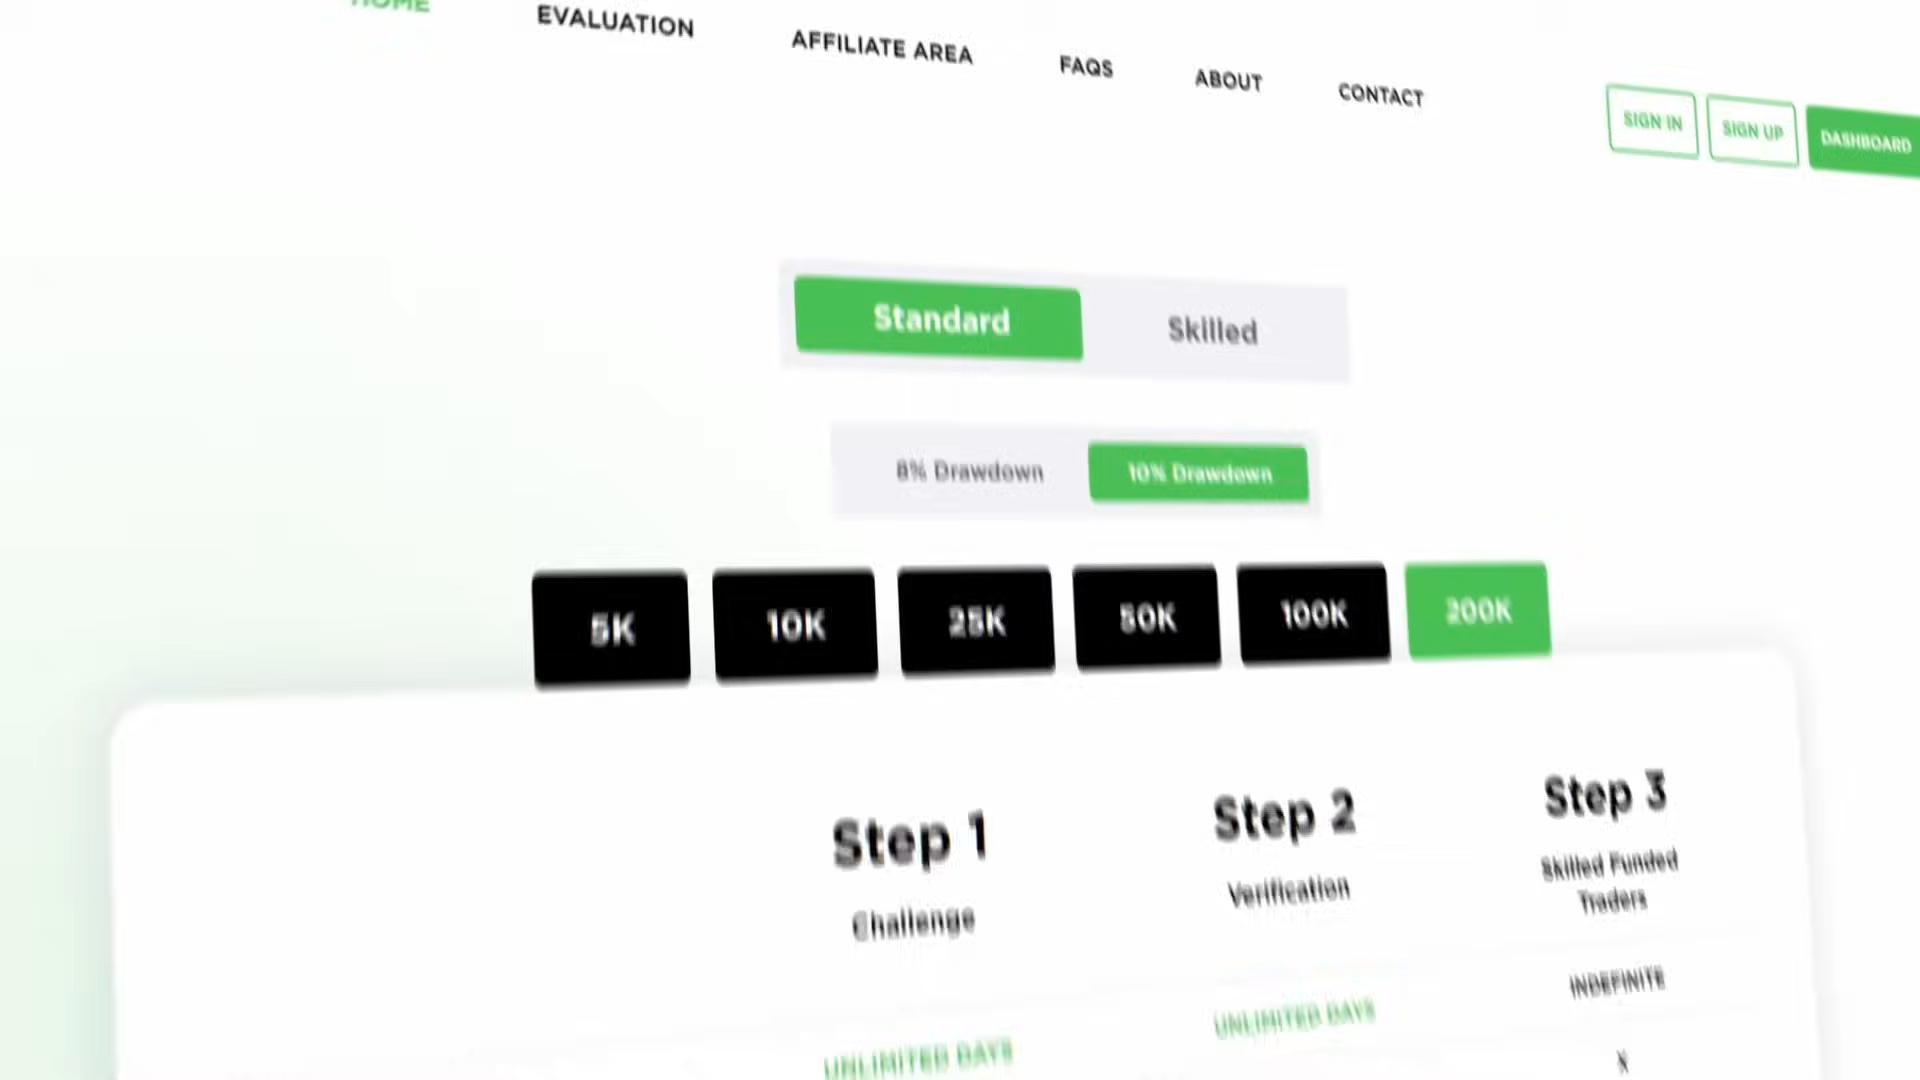 HOME
EVALUATION
AFFILIATE AREA
FAQS
ABOUT
CONTACT
SIGN IN
SIGN UP
DASHBOARD
Standard
Skilled
8% Drawdown
10% Drawdown
5K
10K
25K
50K
100K
200K
Step 1
Challenge
Step 2
Verification
Step 3
Skilled Funded
Traders
INDEFINITE
UNLIMITED DAYS
UNLIMITED DAYS
X